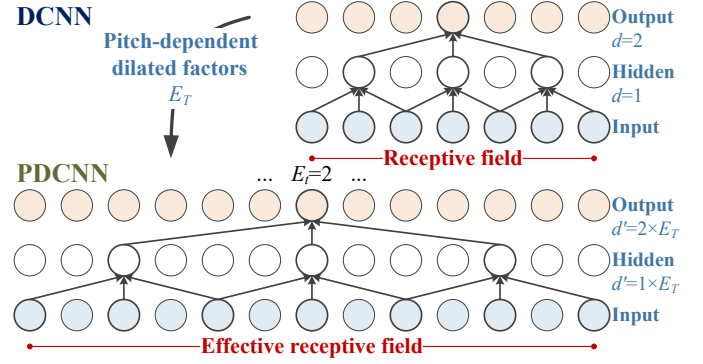 DCNN
Pitch-dependent
dilated factors
E_T
Output
d=2
Hidden
d=1
Input
Receptive field
PDCNN
... E_t=2 ...
Output
d'=2×E_T
Hidden
d'=1×E_T
Input
Effective receptive field